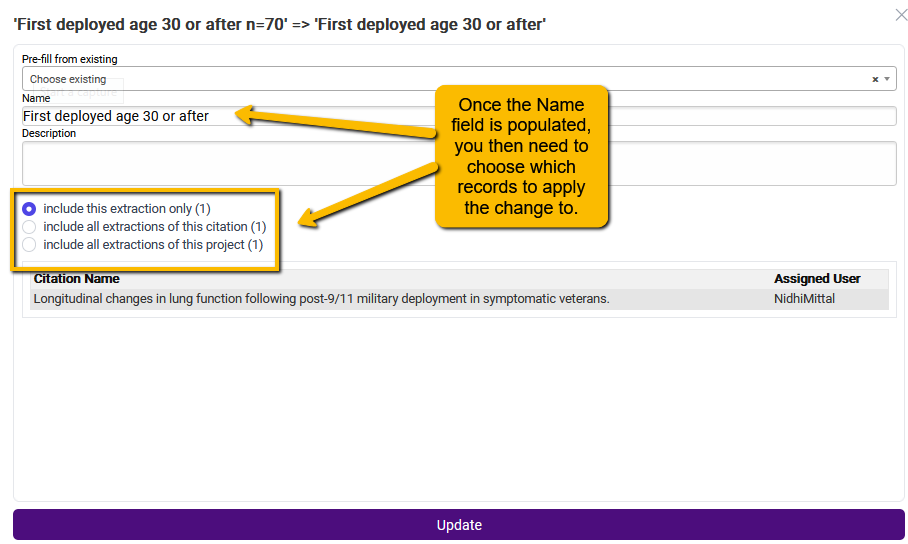 'First deployed age 30 or after n=70' => 'First deployed age 30 or after'
Pre-fill from existing
Choose existing
Start a capture
Name
First deployed age 30 or after
Description
Once the Name
field is populated,
you then need to
choose which
records to apply
the change to.
include this extraction only (1)
include all extractions of this citation (1)
include all extractions of this project (1)
Citation Name Assigned User
Longitudinal changes in lung function following post-9/11 military deployment in symptomatic veterans. NidhiMittal
Update